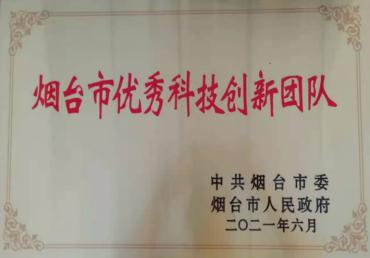 烟台市优秀科技创新团队
中共烟台市委
烟台市人民政府
二〇二一年六月